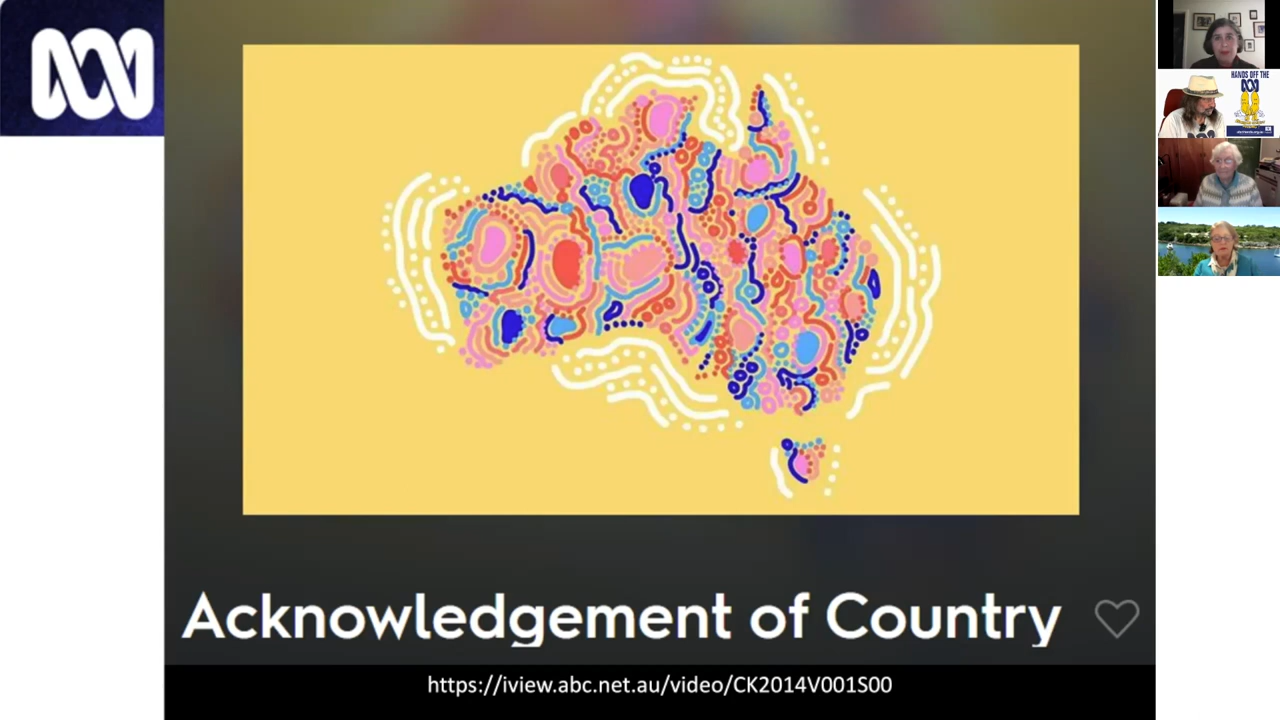 Acknowledgement of Country
https://iview.abc.net.au/video/CK2014V001S00
HANDS OFF THE